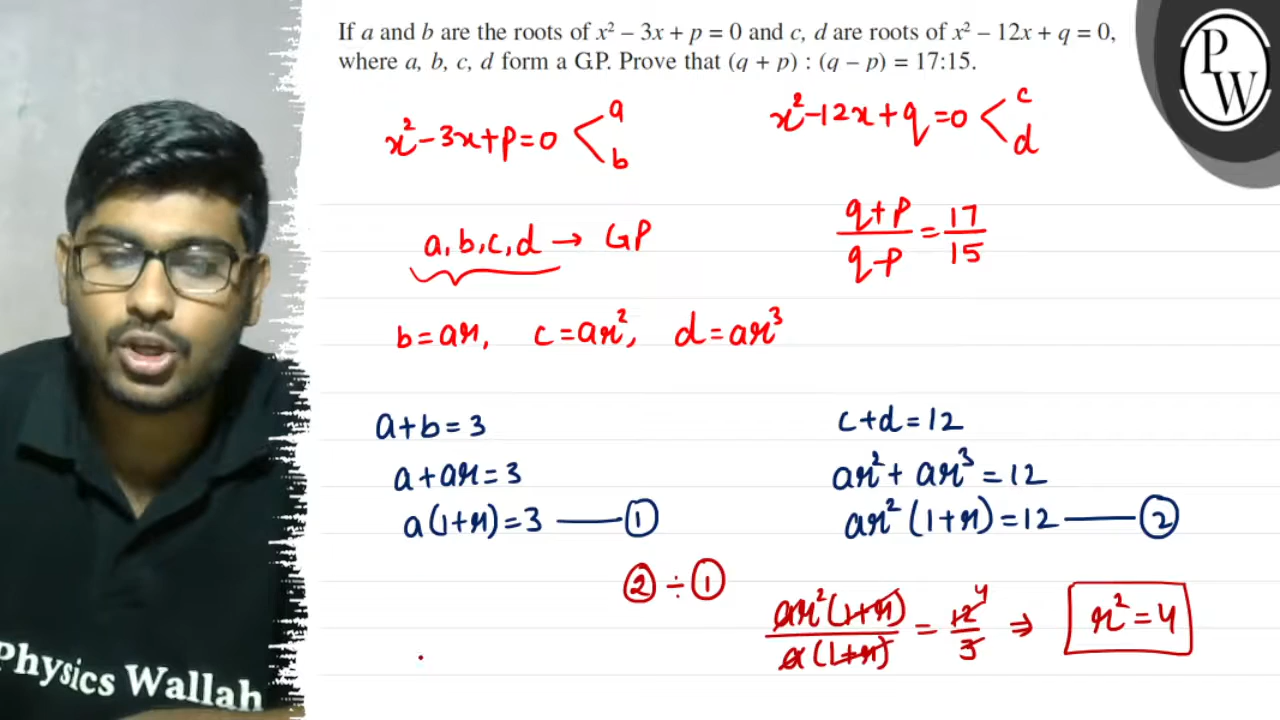 If a and b are the roots of x² – 3x + p = 0 and c, d are roots of x² – 12x + q = 0,
where a, b, c, d form a G.P. Prove that (q + p) : (q – p) = 17:15.
P
W
x²-3x+p=0 < a b
x²-12x+q=0 < c d
a, b, c, d → GP
(q+p)/(q-p) = 17/15
b=ar, c=ar², d=ar³
a+b=3
c+d=12
a+ar=3
ar²+ar³=12
a(1+r)=3 —— ①
ar²(1+r)=12 —— ②
② ÷ ①
ar²(1+r)/a(1+r) = 12/3 4 ⇒ r²=4
Physics Wallah